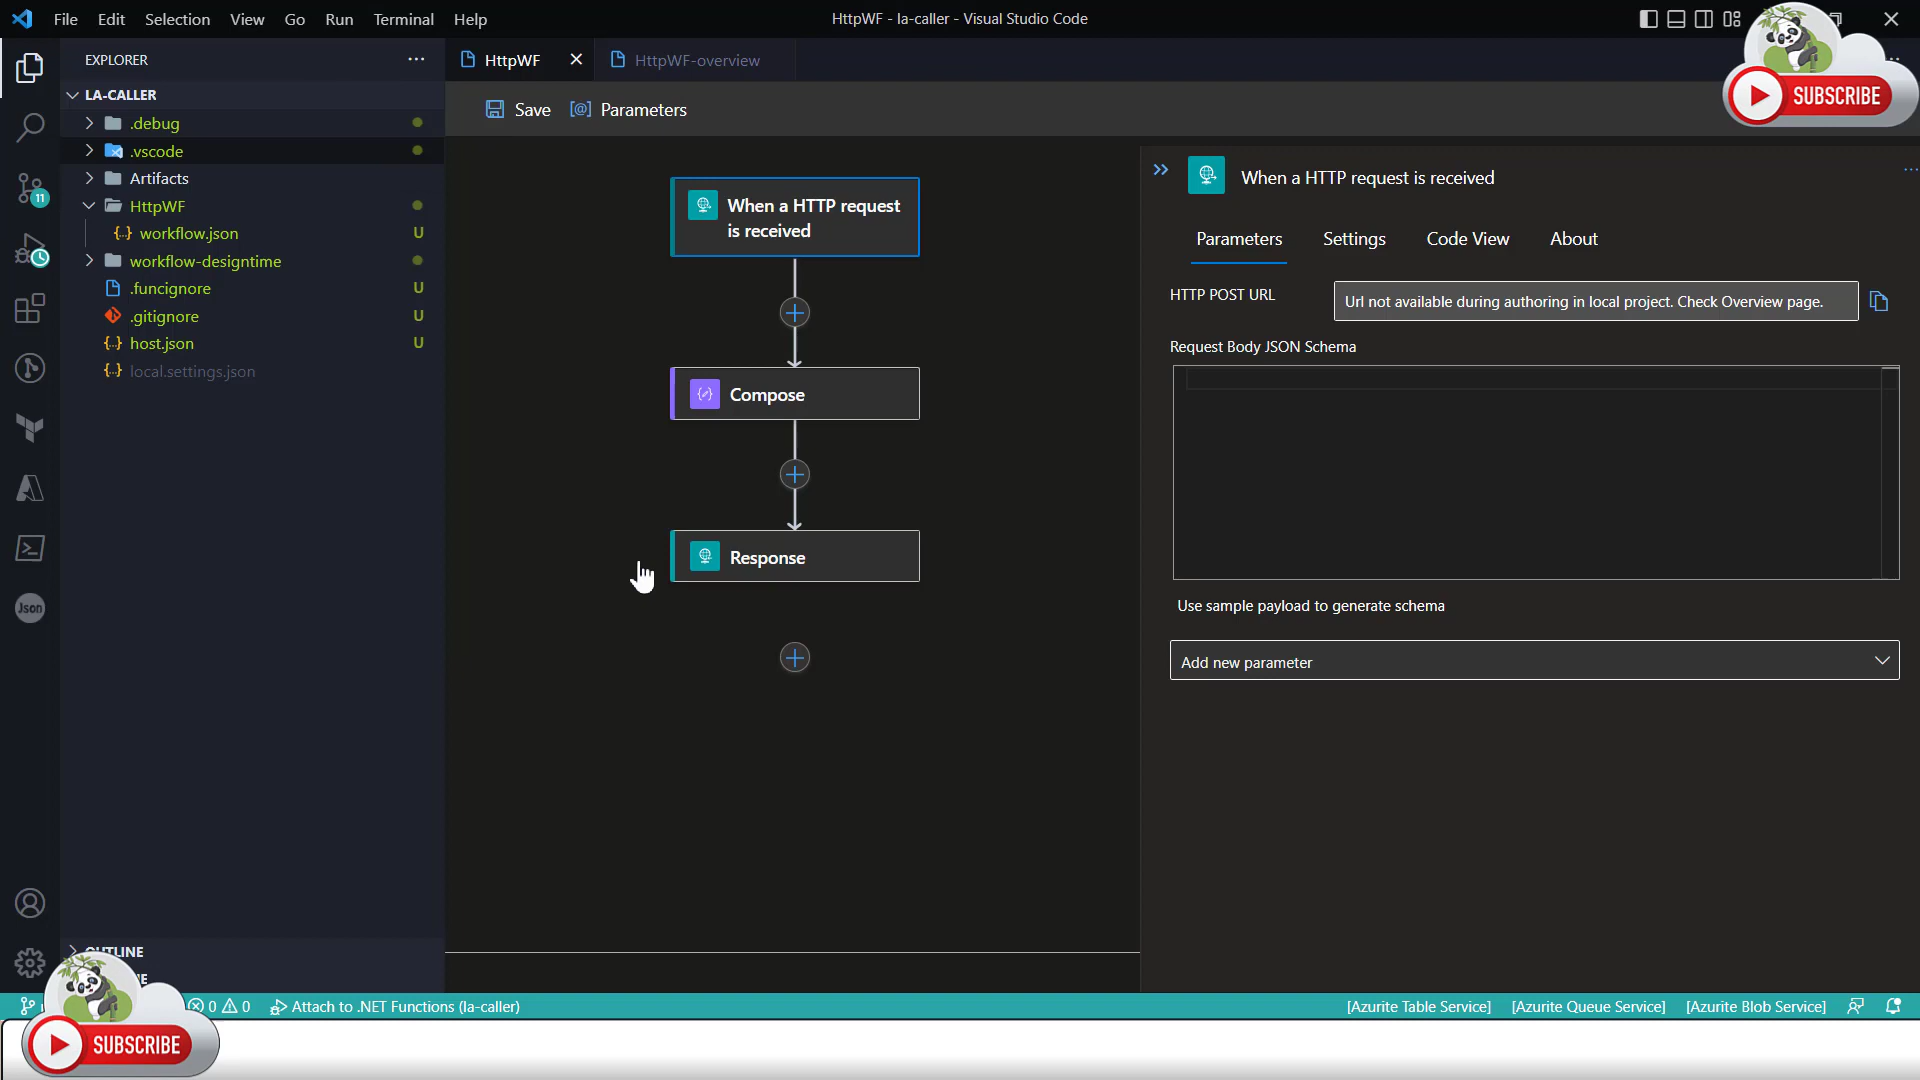 File Edit Selection View Go Run Terminal Help
HttpWF - la-caller - Visual Studio Code
SUBSCRIBE
EXPLORER
HttpWF
HttpWF-overview
LA-CALLER
.debug
.vscode
Artifacts
HttpWF
workflow.json U
workflow-designtime
.funcignore U
.gitignore U
host.json U
local.settings.json
11
Json
Save
Parameters
When a HTTP request
is received
Compose
Response
When a HTTP request is received
Parameters Settings Code View About
HTTP POST URL
Url not available during authoring in local project. Check Overview page.
Request Body JSON Schema
Use sample payload to generate schema
Add new parameter
OUTLINE
0 0 Attach to .NET Functions (la-caller)
[Azurite Table Service] [Azurite Queue Service] [Azurite Blob Service]
SUBSCRIBE